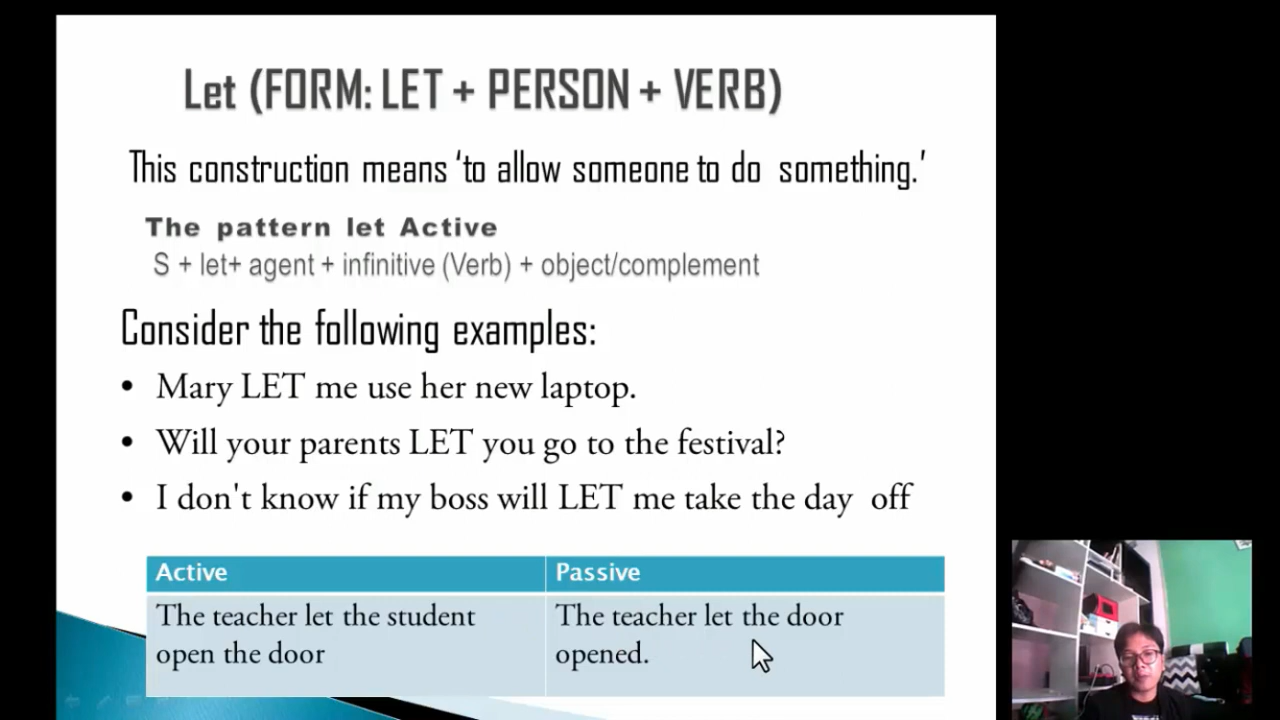 Let (FORM: LET + PERSON + VERB)
This construction means ‘to allow someone to do something.’
The pattern let Active
S + let+ agent + infinitive (Verb) + object/complement
Consider the following examples:
• Mary LET me use her new laptop.
• Will your parents LET you go to the festival?
• I don't know if my boss will LET me take the day off
Active
Passive
The teacher let the student
open the door
The teacher let the door
opened.